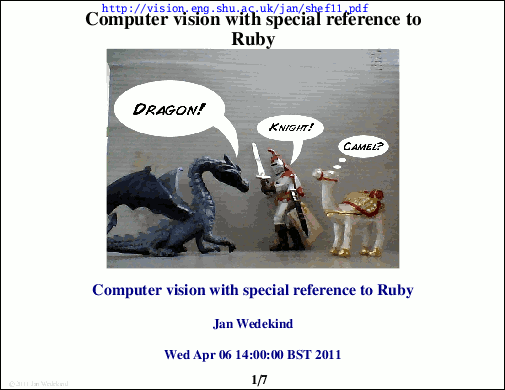 http://vision.eng.shu.ac.uk/jan/shef11.pdf
Computer vision with special reference to
Ruby
DRAGON!
KNIGHT!
CAMEL?
Computer vision with special reference to Ruby
Jan Wedekind
Wed Apr 06 14:00:00 BST 2011
1/7
© 2011 Jan Wedekind